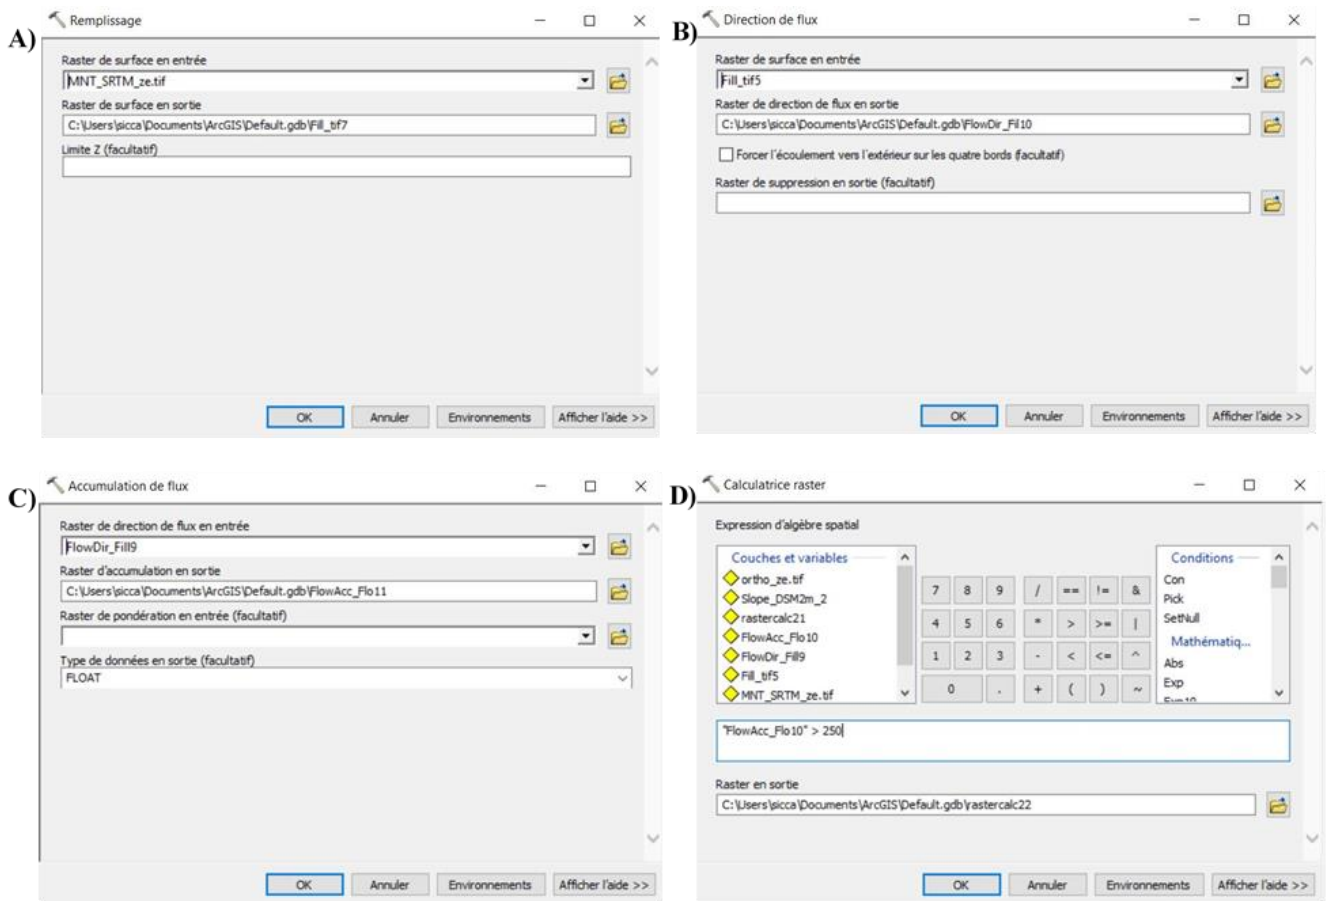 A)
Remplissage
Raster de surface en entrée
MNT_SRTM_ze.tif
Raster de surface en sortie
C:\Users\sicca\Documents\ArcGIS\Default.gdb\Fill_tif7
Limite Z (facultatif)
OK Annuler Environnements Afficher l'aide >>
B)
Direction de flux
Raster de surface en entrée
Fill_tif5
Raster de direction de flux en sortie
C:\Users\sicca\Documents\ArcGIS\Default.gdb\FlowDir_Fil10
Forcer l'écoulement vers l'extérieur sur les quatre bords (facultatif)
Raster de suppression en sortie (facultatif)
OK Annuler Environnements Afficher l'aide >>
C)
Accumulation de flux
Raster de direction de flux en entrée
FlowDir_Fill9
Raster d'accumulation en sortie
C:\Users\sicca\Documents\ArcGIS\Default.gdb\FlowAcc_Flo11
Raster de pondération en entrée (facultatif)
Type de données en sortie (facultatif)
FLOAT
OK Annuler Environnements Afficher l'aide >>
D)
Calculatrice raster
Expression d'algèbre spatial
Couches et variables
ortho_ze.tif
Slope_DSM2m_2
rastercalc21
FlowAcc_Flo10
FlowDir_Fill9
Fill_tif5
MNT_SRTM_ze.tif
7 8 9 / == != &
4 5 6 * > >= |
1 2 3 - < <= ^
0 . + ( ) ~
Conditions
Con
Pick
SetNull
Mathématiq...
Abs
Exp
Exp10
"FlowAcc_Flo10" > 250
Raster en sortie
C:\Users\sicca\Documents\ArcGIS\Default.gdb\rastercalc22
OK Annuler Environnements Afficher l'aide >>